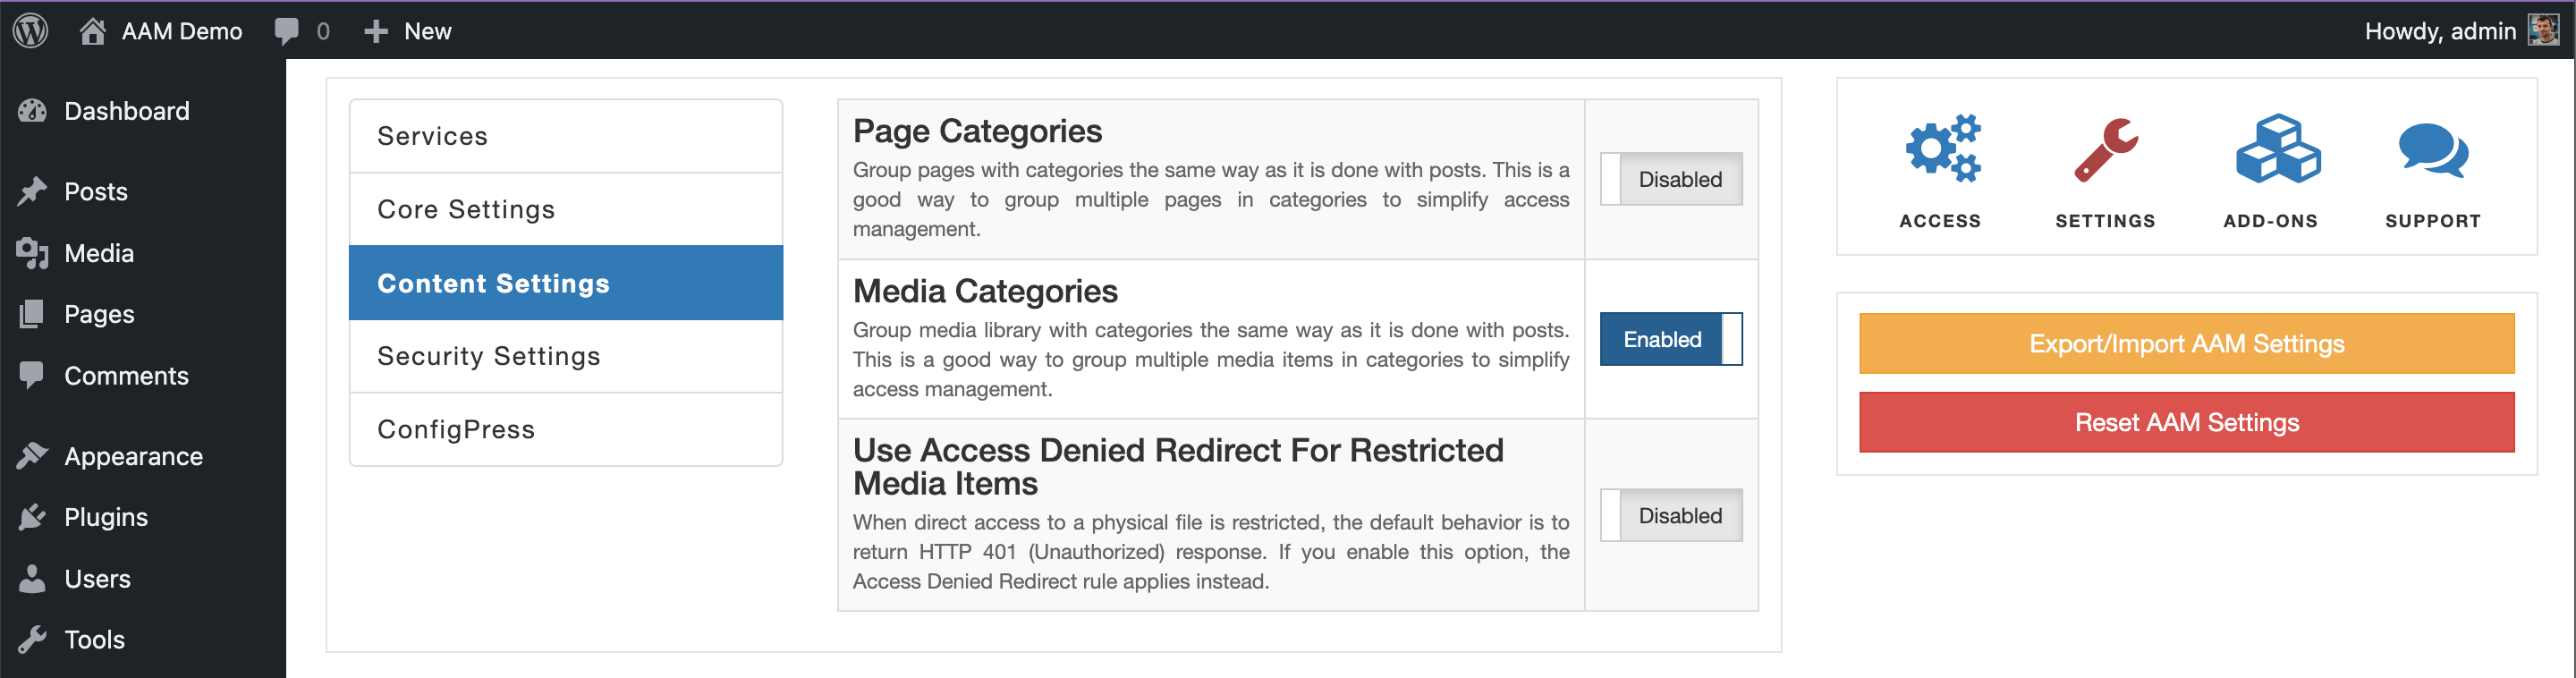 AAM Demo
0
New
Howdy, admin
Dashboard
Posts
Media
Pages
Comments
Appearance
Plugins
Users
Tools
Services
Core Settings
Content Settings
Security Settings
ConfigPress
Page Categories
Group pages with categories the same way as it is done with posts. This is a
good way to group multiple pages in categories to simplify access
management.
Disabled
Media Categories
Group media library with categories the same way as it is done with posts.
This is a good way to group multiple media items in categories to simplify
access management.
Enabled
Use Access Denied Redirect For Restricted
Media Items
When direct access to a physical file is restricted, the default behavior is to
return HTTP 401 (Unauthorized) response. If you enable this option, the
Access Denied Redirect rule applies instead.
Disabled
ACCESS
SETTINGS
ADD-ONS
SUPPORT
Export/Import AAM Settings
Reset AAM Settings